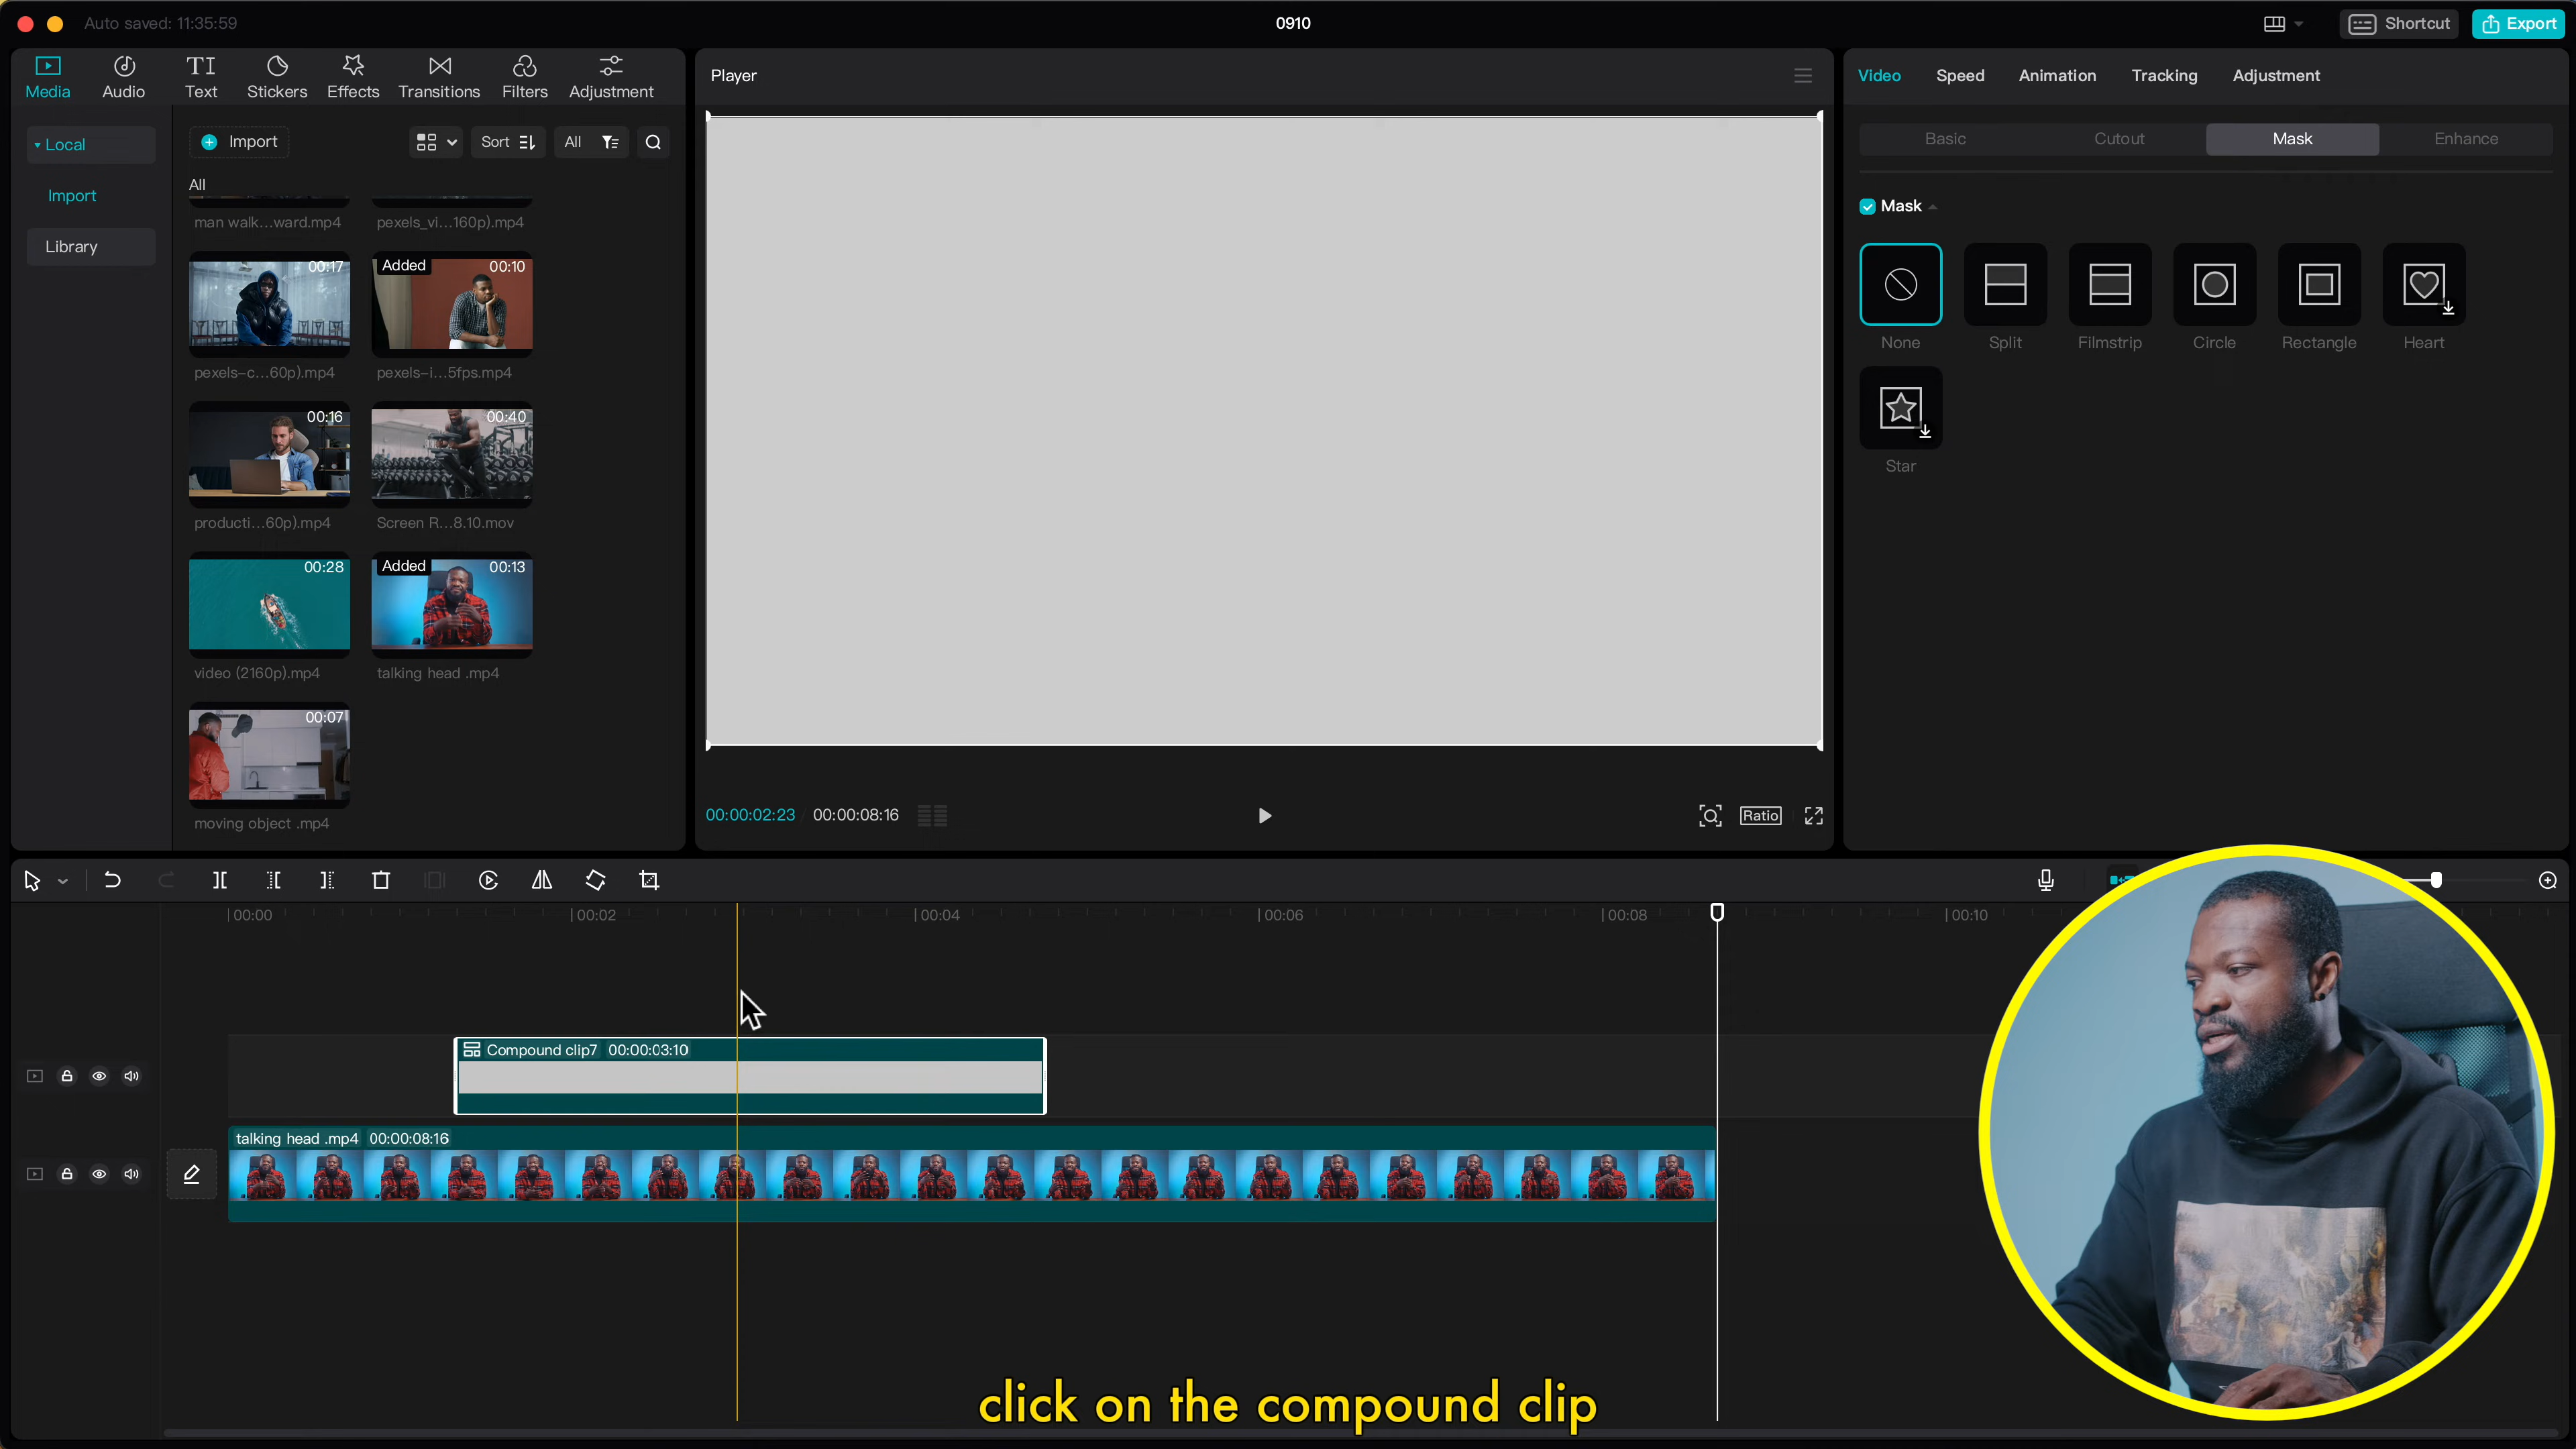 Auto saved: 11:35:59
0910
Shortcut
Export
Media
Audio
Text
Stickers
Effects
Transitions
Filters
Adjustment
Local
Import
Library
Import
Sort
All
All
man walk...ward.mp4
pexels_vi...160p).mp4
00:17
Added
00:10
pexels-c...60p).mp4
pexels-i...5fps.mp4
00:16
00:40
producti...60p).mp4
Screen R...8.10.mov
00:28
Added
00:13
video (2160p).mp4
talking head .mp4
00:07
moving object .mp4
Player
00:00:02:23 / 00:00:08:16
Ratio
Video
Speed
Animation
Tracking
Adjustment
Basic
Cutout
Mask
Enhance
Mask
None
Split
Filmstrip
Circle
Rectangle
Heart
Star
00:00
00:02
00:04
00:06
00:08
00:10
Compound clip7 00:00:03:10
talking head .mp4 00:00:08:16
click on the compound clip